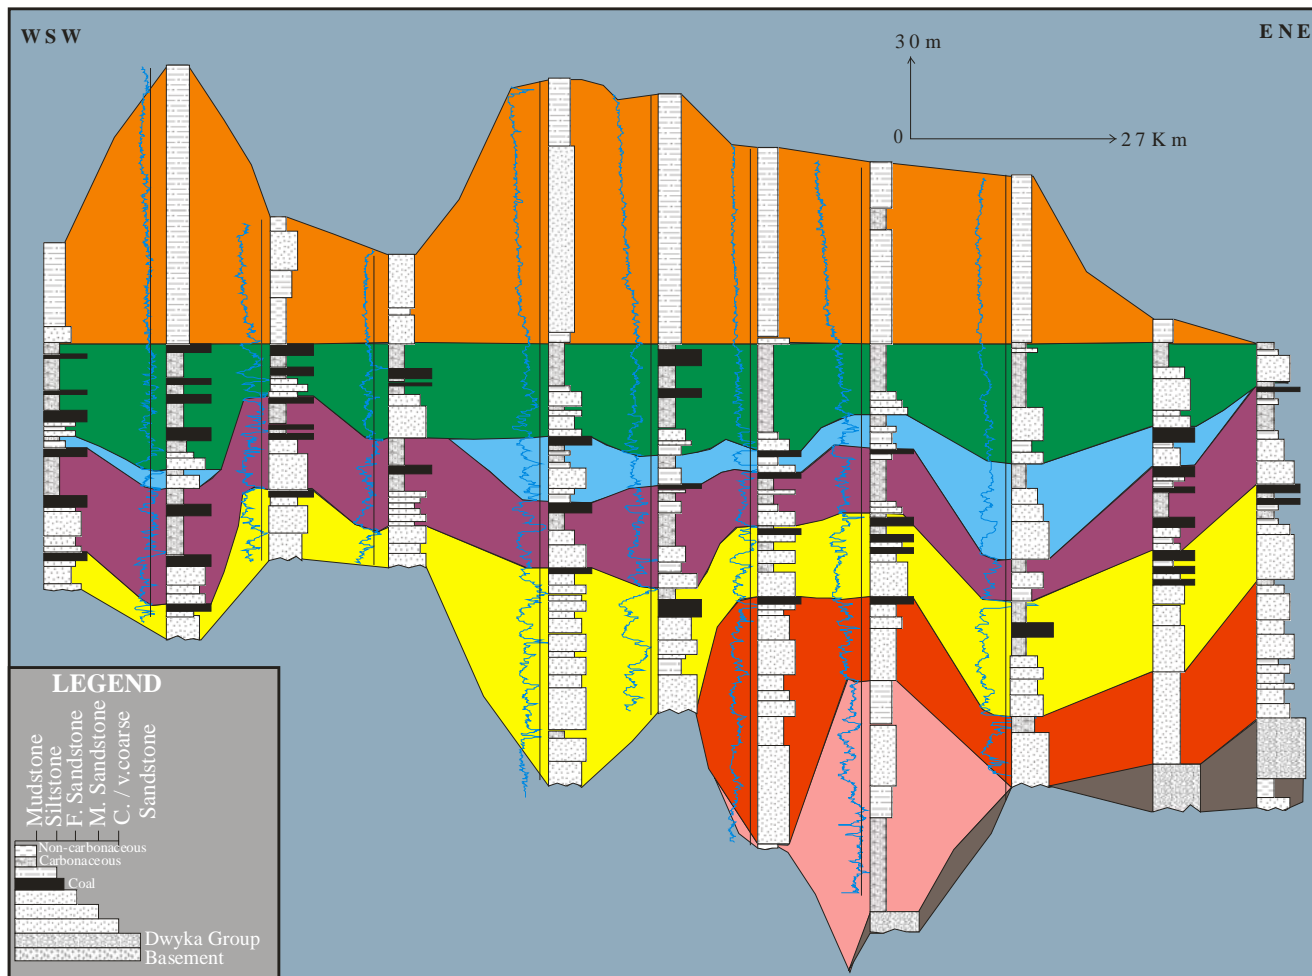 WSW
ENE
30 m
0
27 Km
LEGEND
Mudstone
Siltstone
F. Sandstone
M. Sandstone
C. / v.coarse
Sandstone
Non-carbonaceous
Carbonaceous
Coal
Dwyka Group
Basement